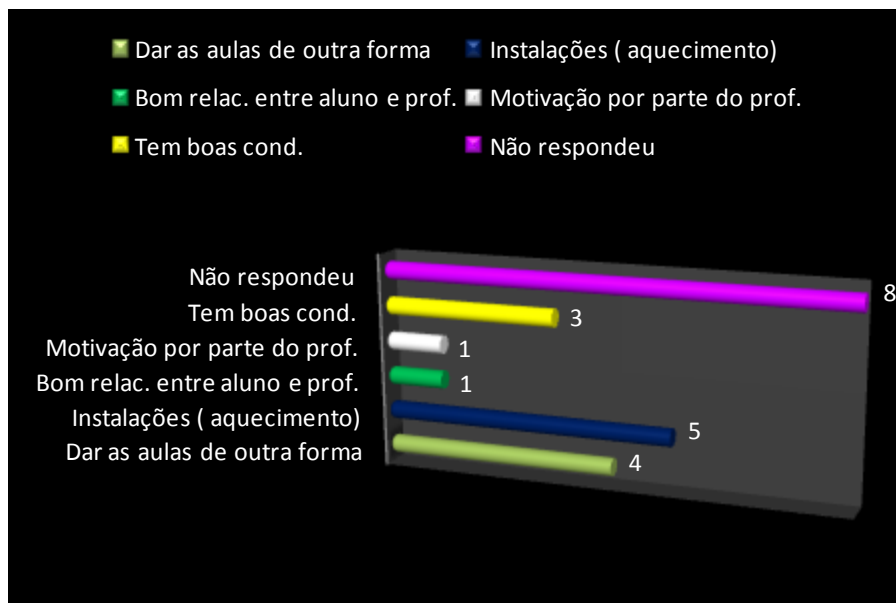 Dar as aulas de outra forma Instalações ( aquecimento)
Bom relac. entre aluno e prof. Motivação por parte do prof.
Tem boas cond. Não respondeu
Não respondeu 8
Tem boas cond. 3
Motivação por parte do prof. 1
Bom relac. entre aluno e prof. 1
Instalações ( aquecimento) 5
Dar as aulas de outra forma 4